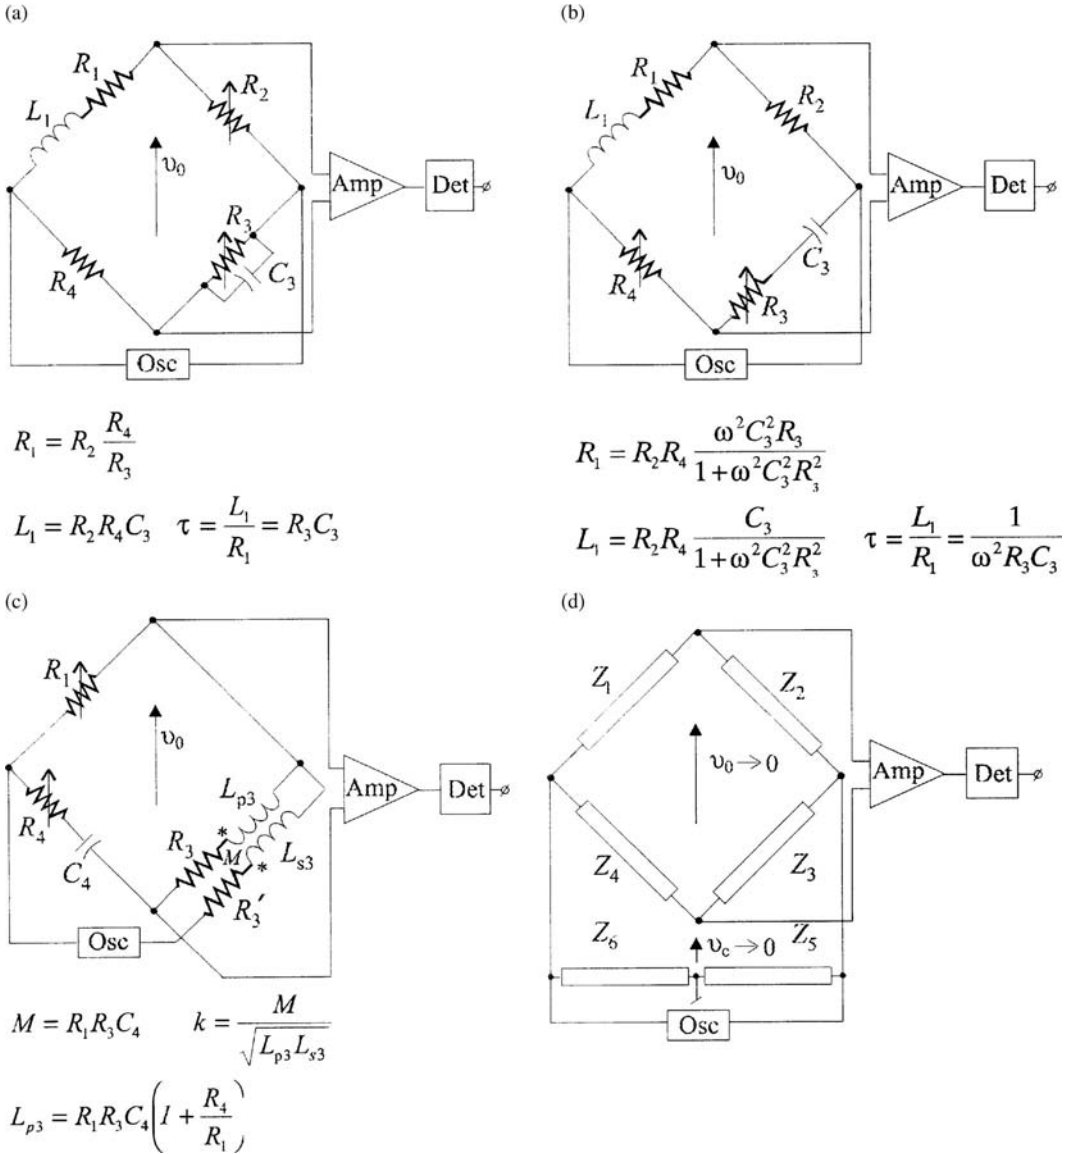 (a)
R₁
R₂
L₁
υ₀
Amp
Det
R₃
R₄
C₃
Osc
R₁ = R₂ R₄/R₃
L₁ = R₂R₄C₃ τ = L₁/R₁ = R₃C₃
(b)
R₁
R₂
L₁
υ₀
Amp
Det
C₃
R₄
R₃
Osc
R₁ = R₂R₄ ω²C₃²R₃/(1+ω²C₃²R₃²)
L₁ = R₂R₄ C₃/(1+ω²C₃²R₃²) τ = L₁/R₁ = 1/(ω²R₃C₃)
(c)
R₁
υ₀
Amp
Det
Lp3
R₄
R₃
*
M
*
Ls3
C₄
R₃′
Osc
M = R₁R₃C₄ k = M/√(Lp3Ls3)
Lp3 = R₁R₃C₄(1 + R₄/R₁)
(d)
Z₁
Z₂
υ₀→0
Amp
Det
Z₄
Z₃
Z₆
υc→0
Z₅
Osc